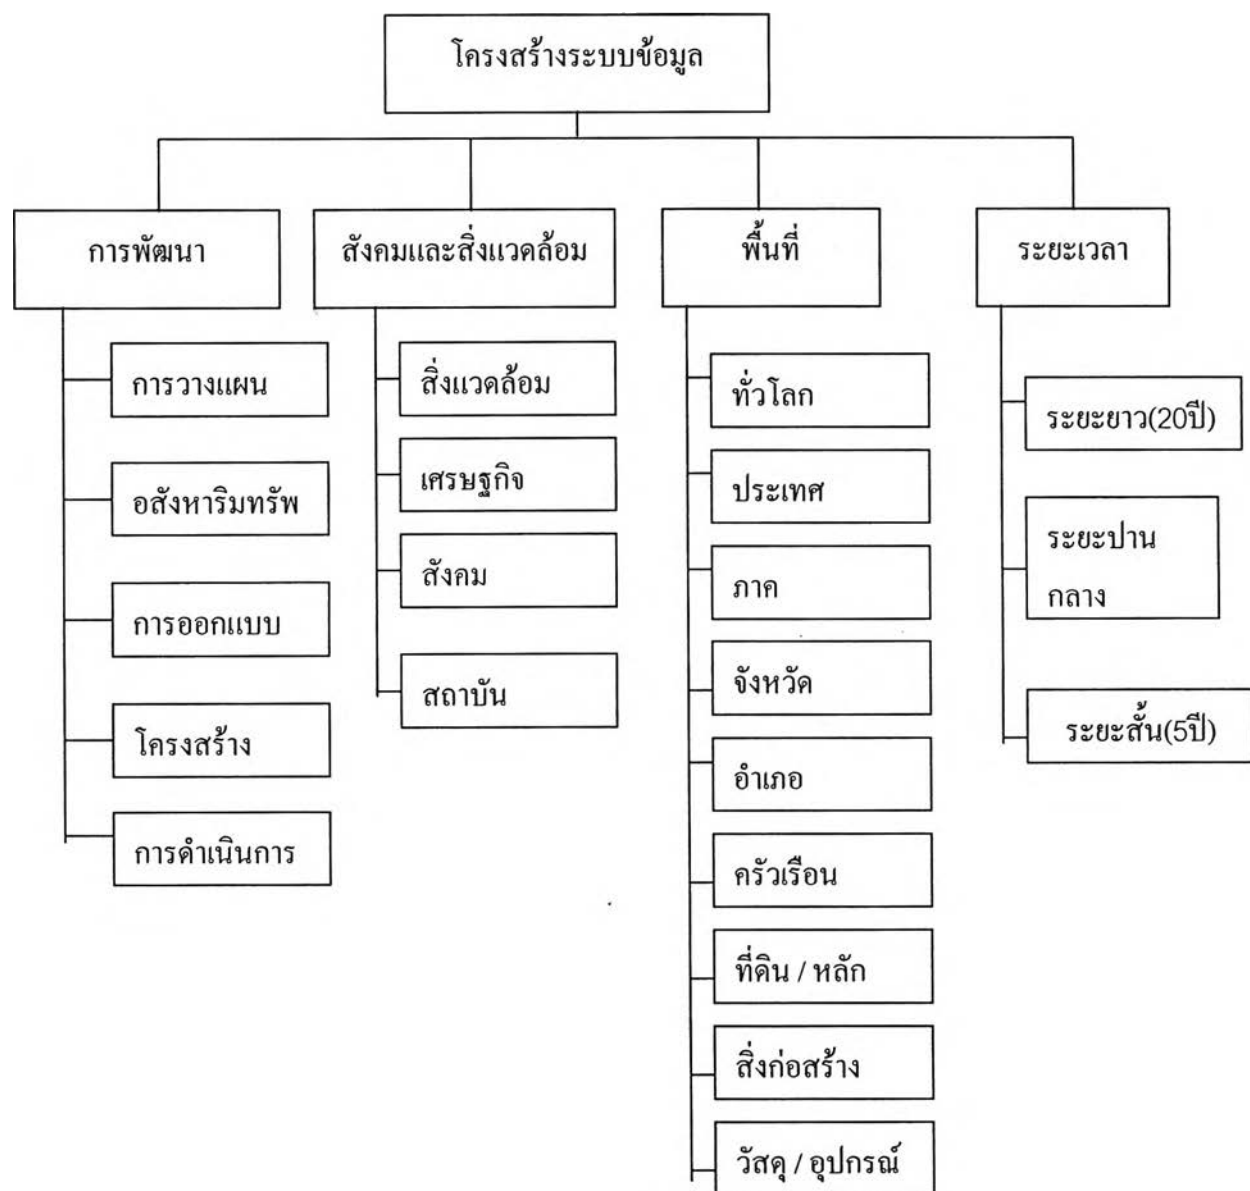 โครงสร้างระบบข้อมูล
การพัฒนา
การวางแผน
อสังหาริมทรัพ
การออกแบบ
โครงสร้าง
การดำเนินการ
สังคมและสิ่งแวดล้อม
สิ่งแวดล้อม
เศรษฐกิจ
สังคม
สถาบัน
พื้นที่
ทั่วโลก
ประเทศ
ภาค
จังหวัด
อำเภอ
ครัวเรือน
ที่ดิน / หลัก
สิ่งก่อสร้าง
วัสดุ / อุปกรณ์
ระยะเวลา
ระยะยาว(20ปี)
ระยะปาน
กลาง
ระยะสั้น(5ปี)